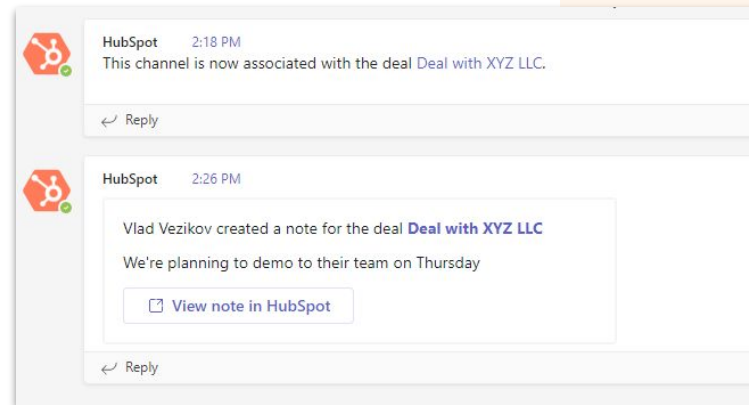 HubSpot 2:18 PM
This channel is now associated with the deal Deal with XYZ LLC.
Reply
HubSpot 2:26 PM
Vlad Vezikov created a note for the deal Deal with XYZ LLC
We're planning to demo to their team on Thursday
View note in HubSpot
Reply